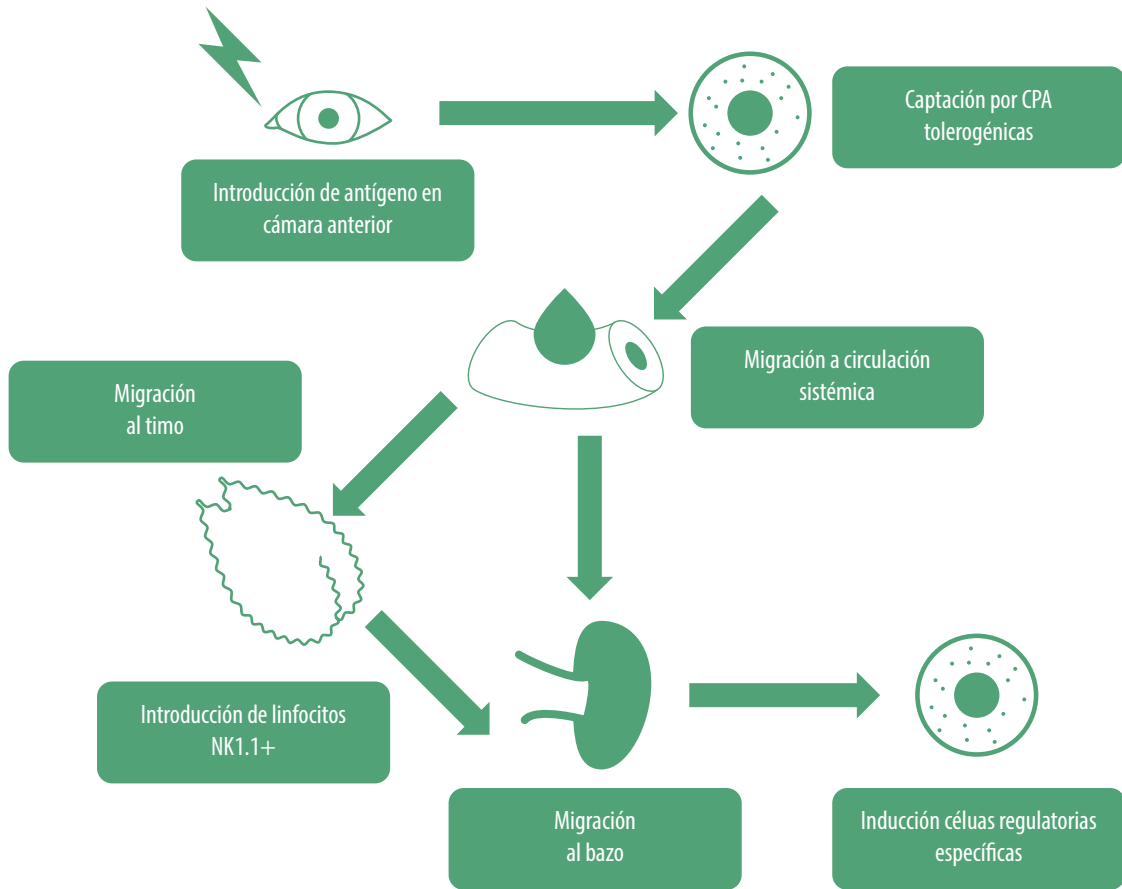 Introducción de antígeno en
cámara anterior
Captación por CPA
tolerogénicas
Migración a circulación
sistémica
Migración
al timo
Introducción de linfocitos
NK1.1+
Migración
al bazo
Inducción céluas regulatorias
específicas